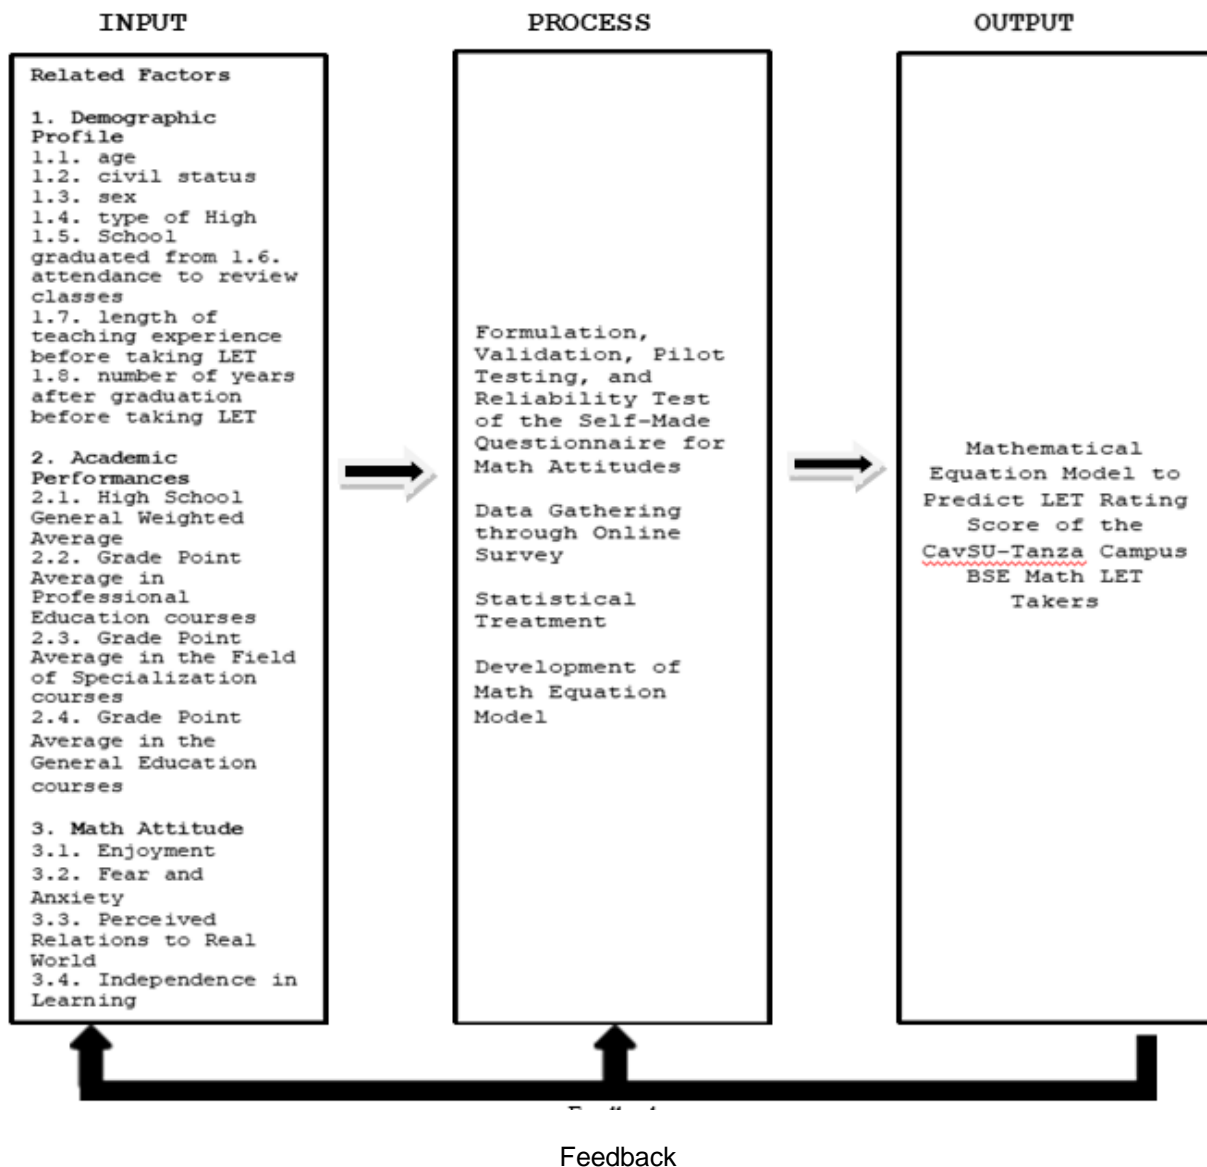 INPUT
Related Factors
1. Demographic
Profile
1.1. age
1.2. civil status
1.3. sex
1.4. type of High
1.5. School
graduated from 1.6.
attendance to review
classes
1.7. length of
teaching experience
before taking LET
1.8. number of years
after graduation
before taking LET
2. Academic
Performances
2.1. High School
General Weighted
Average
2.2. Grade Point
Average in
Professional
Education courses
2.3. Grade Point
Average in the Field
of Specialization
courses
2.4. Grade Point
Average in the
General Education
courses
3. Math Attitude
3.1. Enjoyment
3.2. Fear and
Anxiety
3.3. Perceived
Relations to Real
World
3.4. Independence in
Learning
PROCESS
Formulation,
Validation, Pilot
Testing, and
Reliability Test
of the Self-Made
Questionnaire for
Math Attitudes
Data Gathering
through Online
Survey
Statistical
Treatment
Development of
Math Equation
Model
OUTPUT
Mathematical
Equation Model to
Predict LET Rating
Score of the
CavSU-Tanza Campus
BSE Math LET
Takers
Feedback